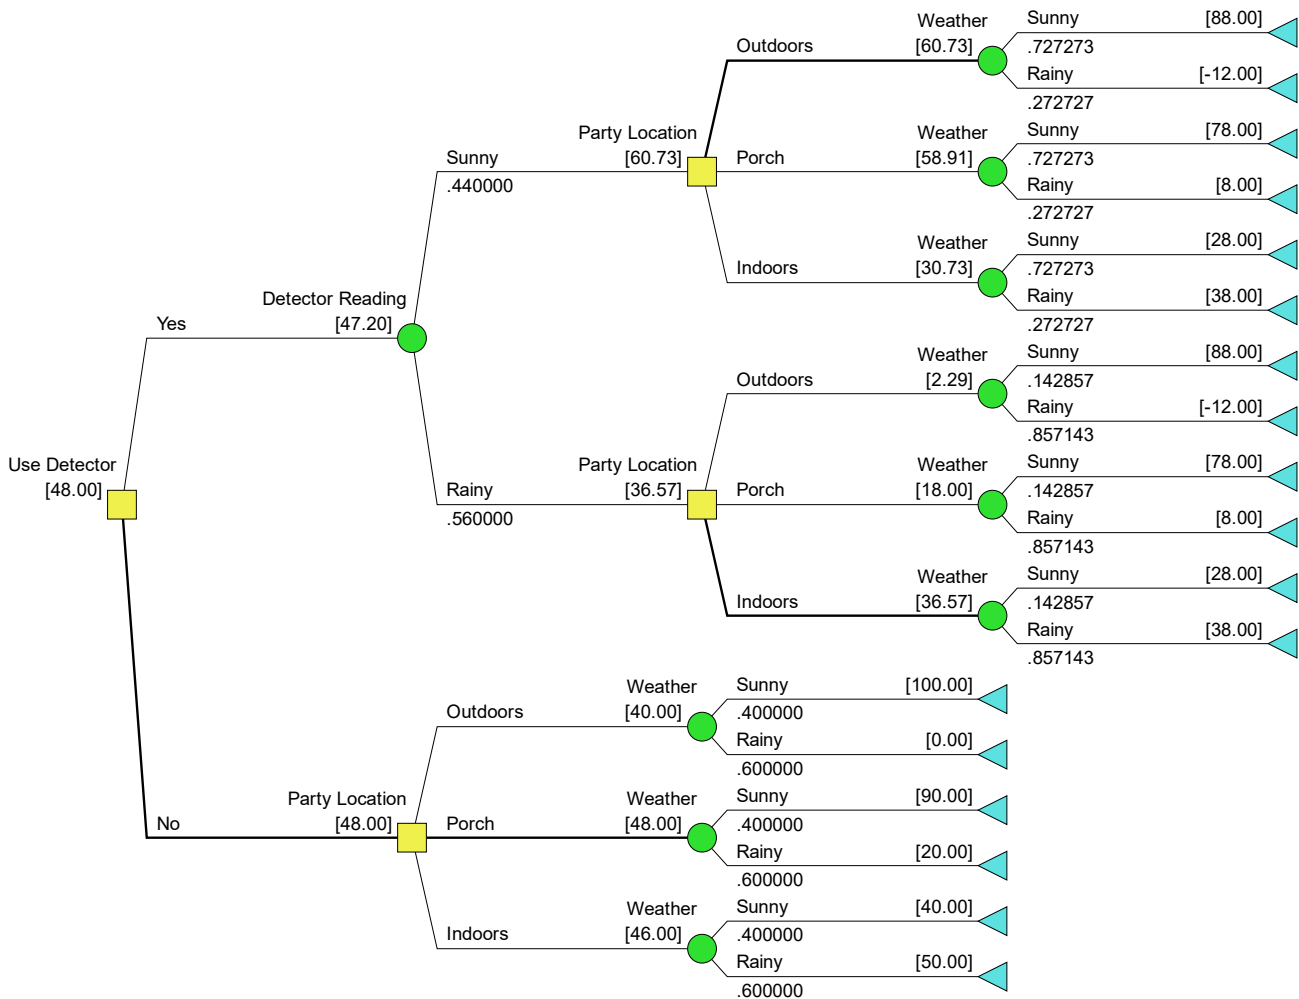 Weather
Sunny [88.00]
Outdoors [60.73] .727273
Rainy [-12.00]
.272727
Party Location Weather
Sunny [78.00]
Sunny [60.73] Porch [58.91] .727273
.440000
Rainy [8.00]
.272727
Weather
Sunny [28.00]
Indoors [30.73] .727273
Rainy [38.00]
.272727
Detector Reading
Yes [47.20]
Weather
Sunny [88.00]
Outdoors [2.29] .142857
Rainy [-12.00]
.857143
Use Detector
[48.00]
Party Location Weather
Sunny [78.00]
Rainy [36.57] Porch [18.00] .142857
.560000
Rainy [8.00]
.857143
Weather
Sunny [28.00]
Indoors [36.57] .142857
Rainy [38.00]
.857143
Weather
Sunny [100.00]
Outdoors [40.00] .400000
Rainy [0.00]
.600000
Party Location Weather
Sunny [90.00]
No [48.00] Porch [48.00] .400000
Rainy [20.00]
.600000
Weather
Sunny [40.00]
Indoors [46.00] .400000
Rainy [50.00]
.600000